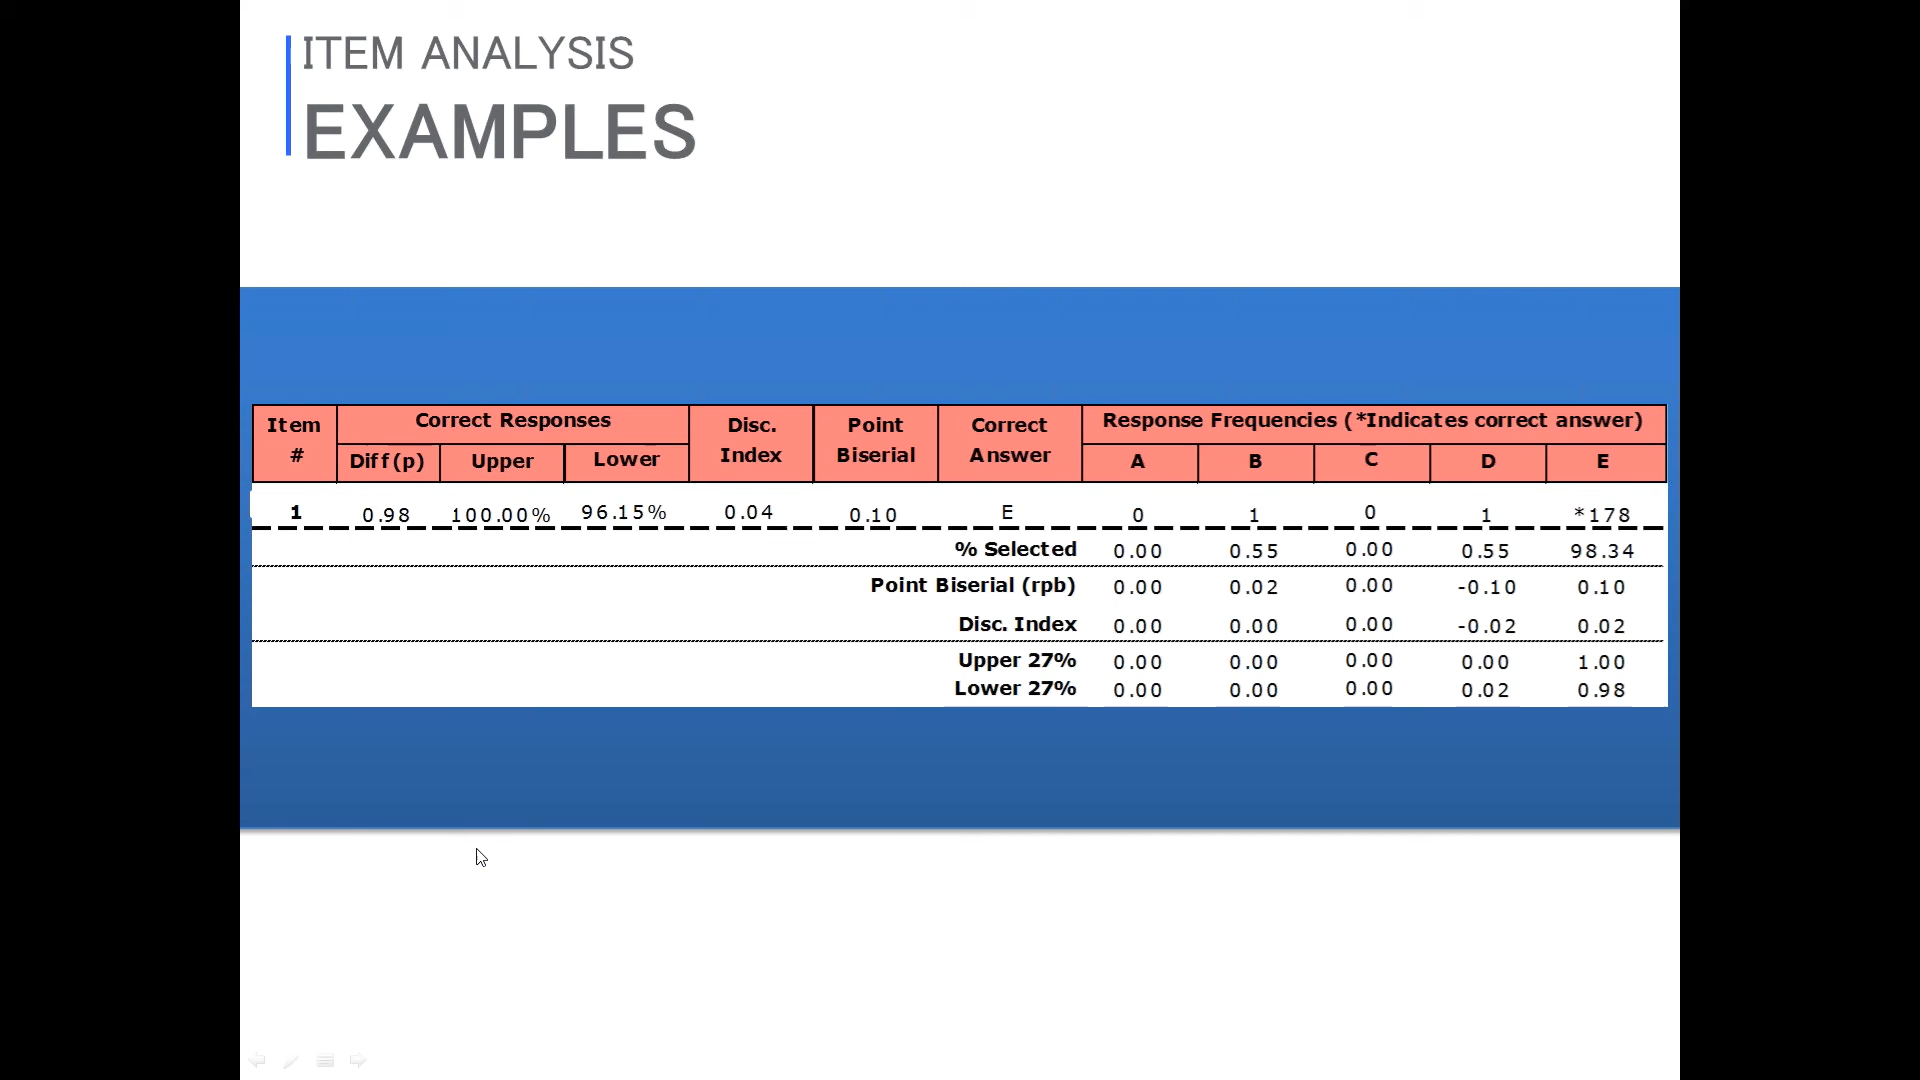 ITEM ANALYSIS
EXAMPLES
Item # Correct Responses Disc. Index Point Biserial Correct Answer Response Frequencies (*Indicates correct answer)
Diff(p) Upper Lower A B C D E
1 0.98 100.00% 96.15% 0.04 0.10 E 0 1 0 1 *178
% Selected 0.00 0.55 0.00 0.55 98.34
Point Biserial (rpb) 0.00 0.02 0.00 -0.10 0.10
Disc. Index 0.00 0.00 0.00 -0.02 0.02
Upper 27% 0.00 0.00 0.00 0.00 1.00
Lower 27% 0.00 0.00 0.00 0.02 0.98